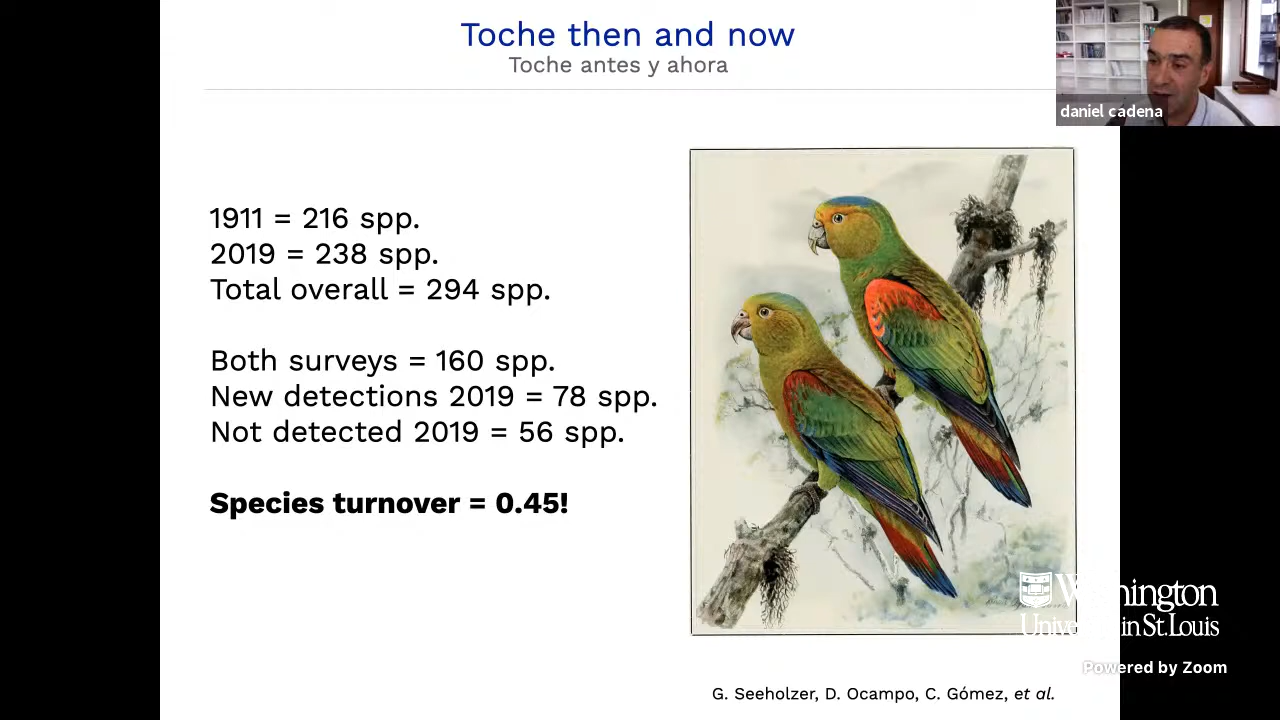 Toche then and now
Toche antes y ahora
daniel cadena
1911 = 216 spp.
2019 = 238 spp.
Total overall = 294 spp.
Both surveys = 160 spp.
New detections 2019 = 78 spp.
Not detected 2019 = 56 spp.
Species turnover = 0.45!
Washington
University in St. Louis
Powered by Zoom
G. Seeholzer, D. Ocampo, C. Gómez, et al.